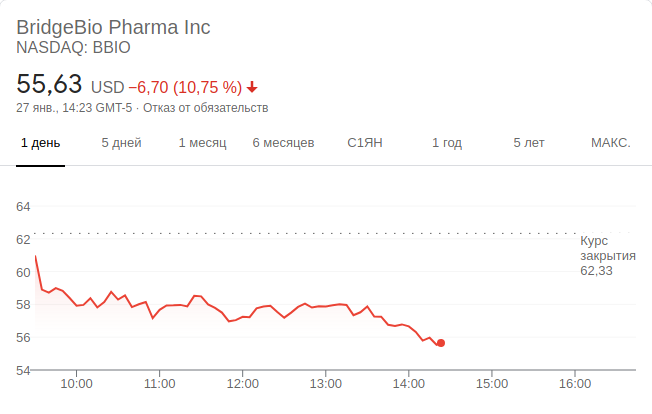 BridgeBio Pharma Inc
NASDAQ: BBIO
55,63 USD −6,70 (10,75 %)
27 янв., 14:23 GMT-5 · Отказ от обязательств
1 день 5 дней 1 месяц 6 месяцев С1ЯН 1 год 5 лет МАКС.
64
62
60
58
56
54
Курс
закрытия
62,33
10:00 11:00 12:00 13:00 14:00 15:00 16:00